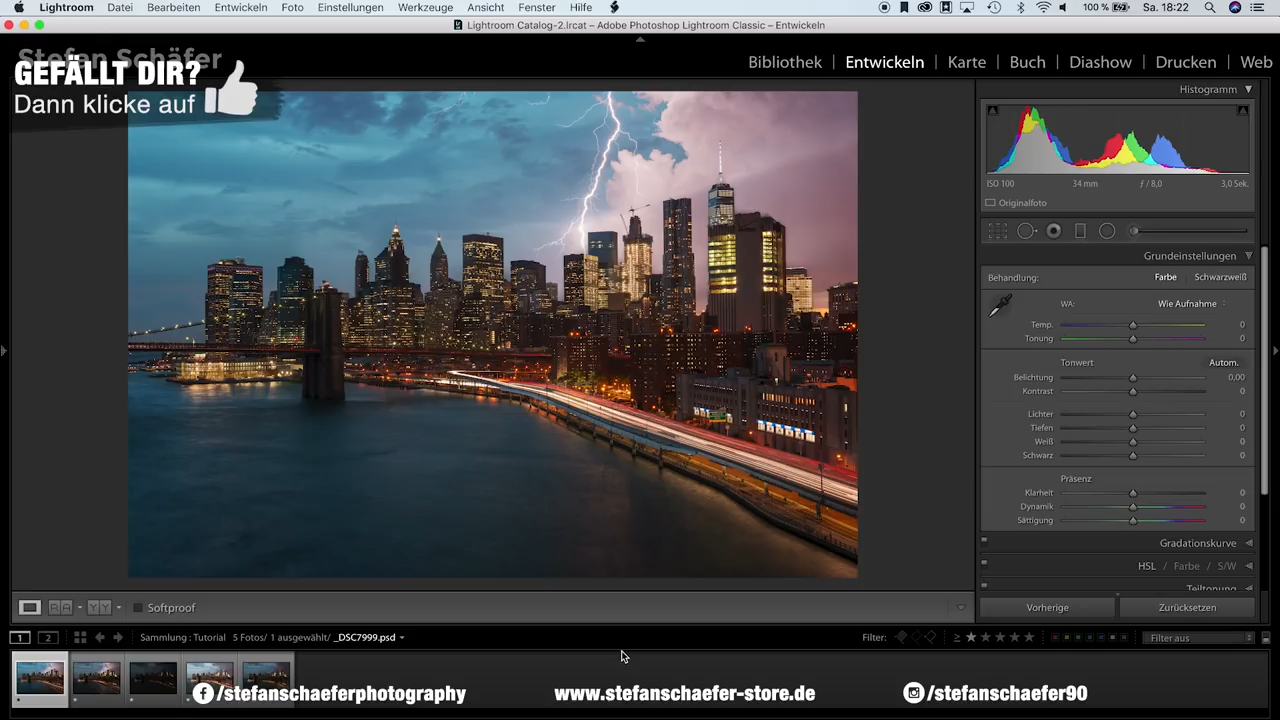 Lightroom Datei Bearbeiten Entwickeln Foto Einstellungen Werkzeuge Ansicht Fenster Hilfe 100 % Sa. 18:22
Lightroom Catalog-2.lrcat – Adobe Photoshop Lightroom Classic – Entwickeln
Stefan Schäfer
GEFÄLLT DIR?
Dann klicke auf
Bibliothek Entwickeln Karte Buch Diashow Drucken Web
Histogramm
ISO 100 34 mm ƒ / 8,0 3,0 Sek.
Originalfoto
Grundeinstellungen
Behandlung: Farbe Schwarzweiß
WA: Wie Aufnahme
Temp. 0
Tonung 0
Tonwert Autom.
Belichtung 0,00
Kontrast 0
Lichter 0
Tiefen 0
Weiß 0
Schwarz 0
Präsenz
Klarheit 0
Dynamik 0
Sättigung 0
Gradationskurve
HSL / Farbe / S/W
Teiltonung
Softproof
Vorherige Zurücksetzen
1 2 Sammlung : Tutorial 5 Fotos/ 1 ausgewählt/ _DSC7999.psd Filter: Filter aus
/stefanschaeferphotography www.stefanschaefer-store.de /stefanschaefer90